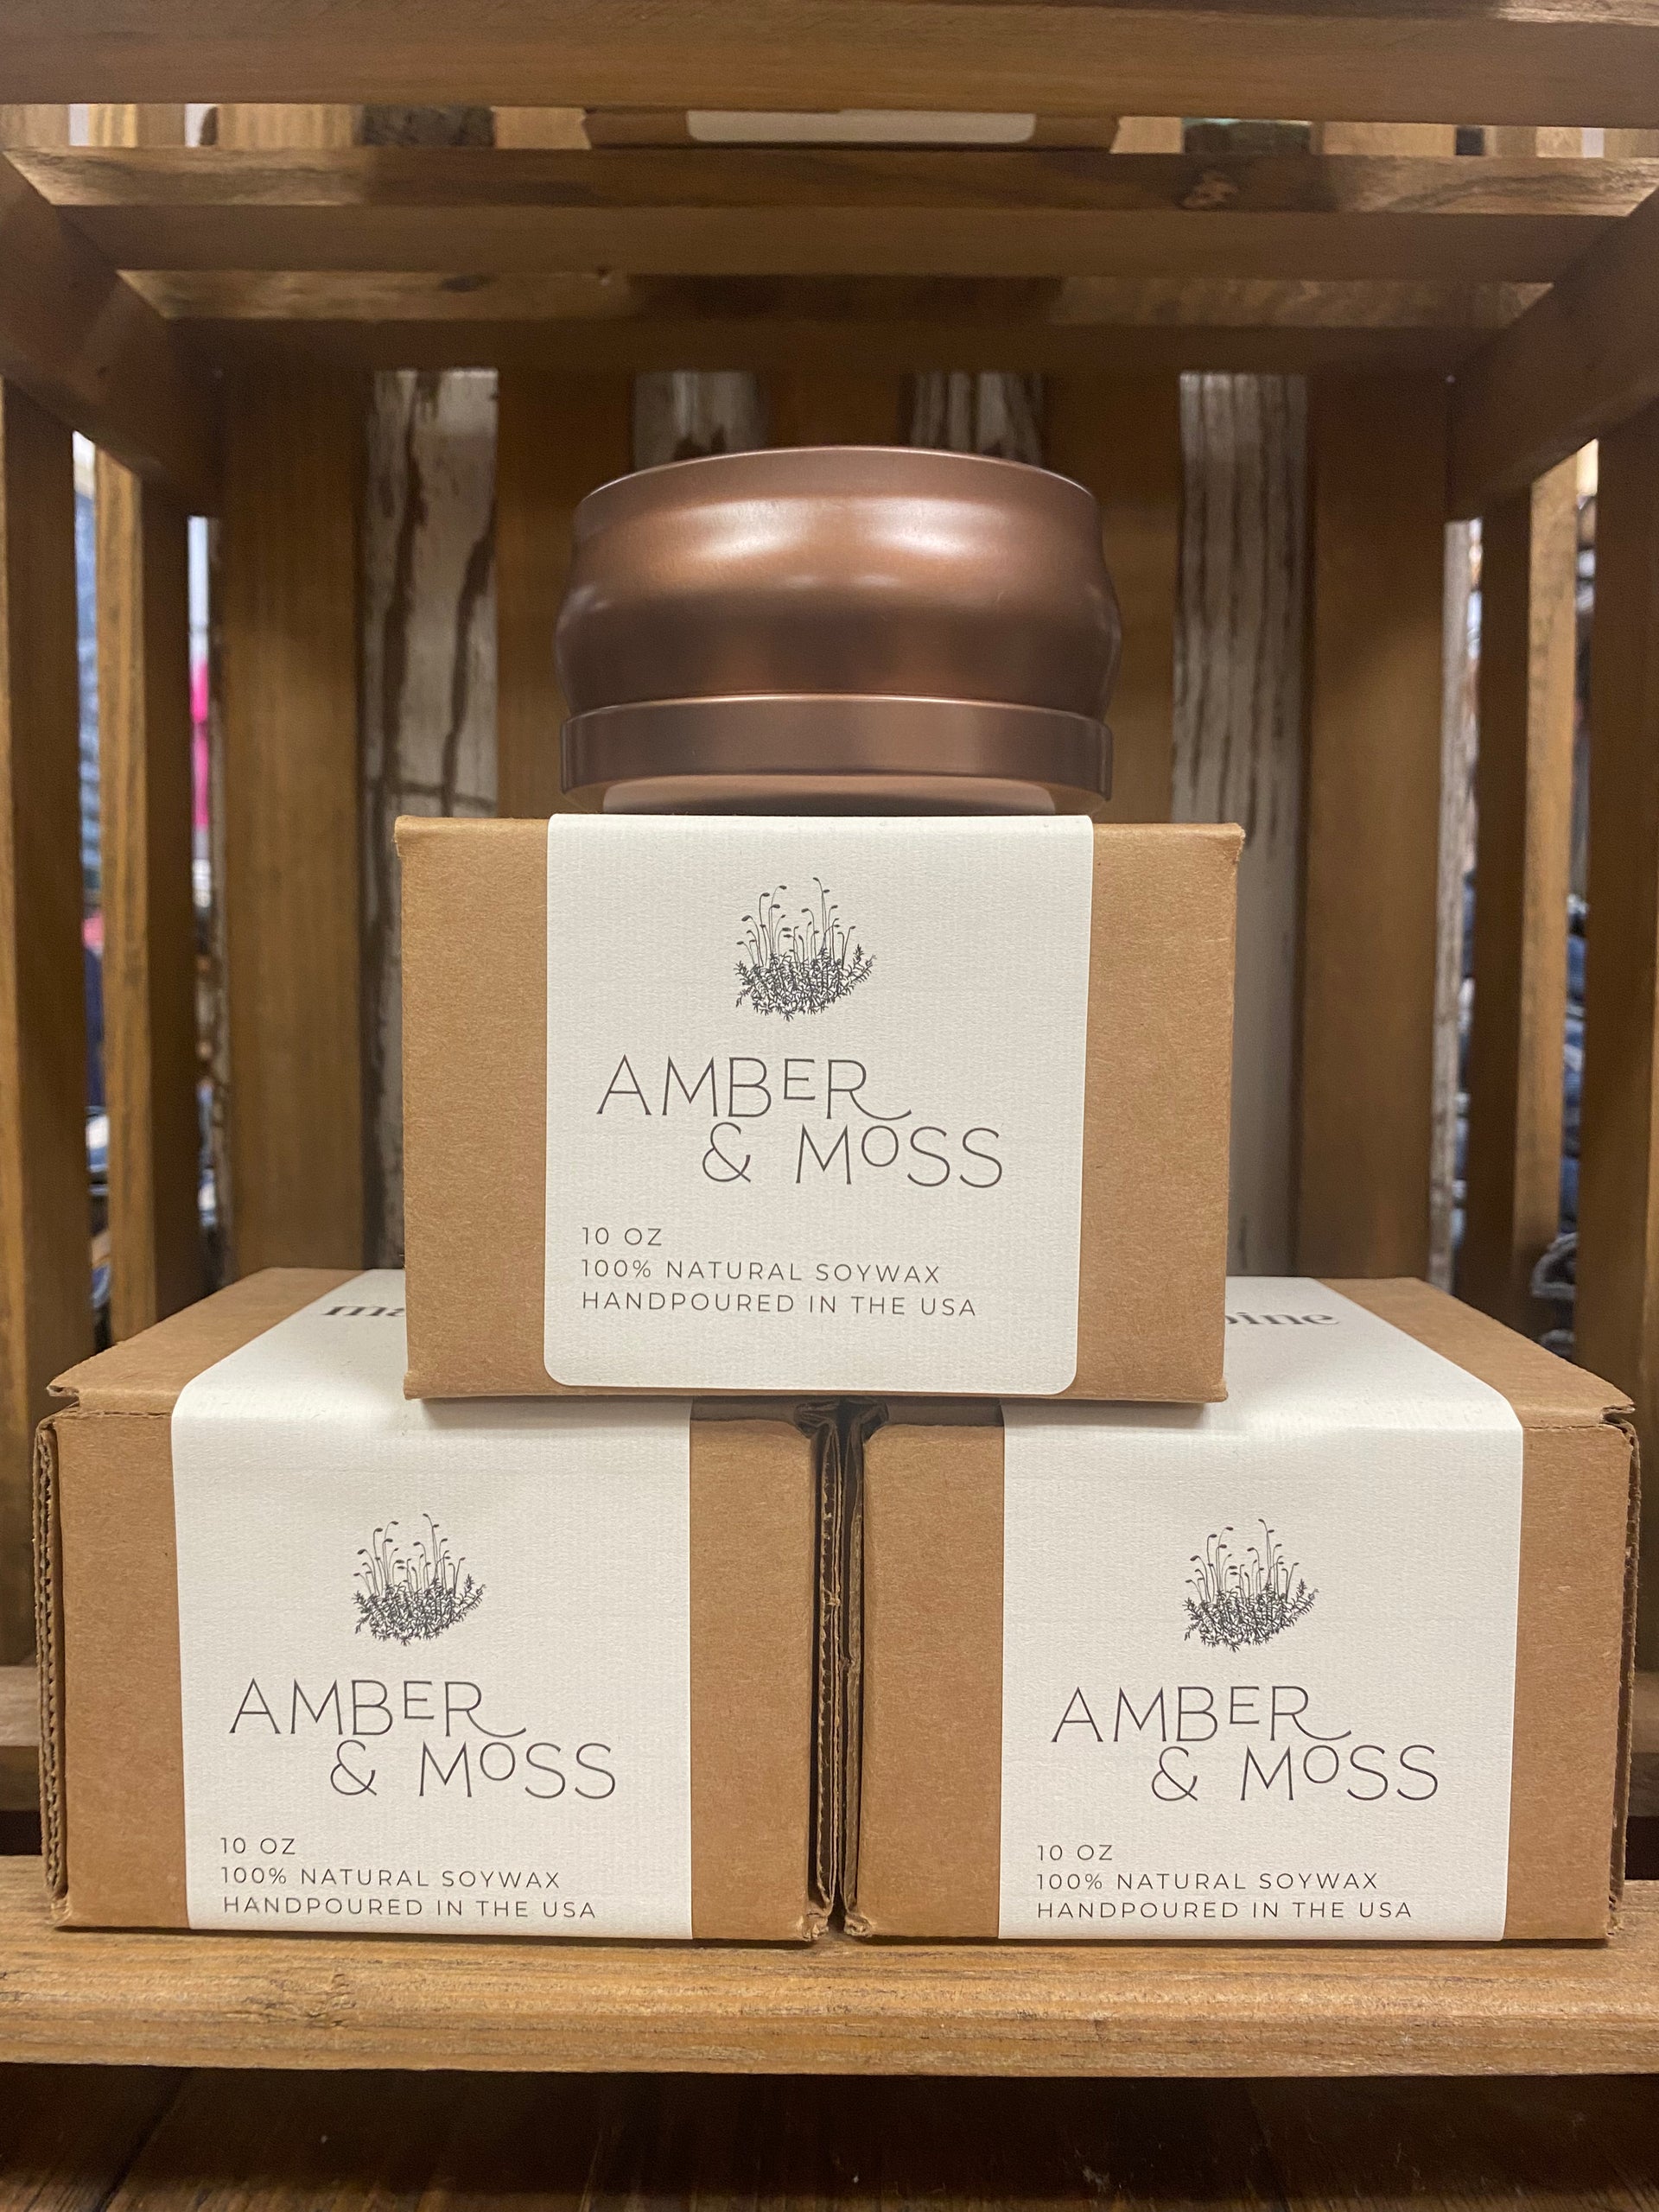 AMBER
& MOSS
10 OZ
100% NATURAL SOYWAX
HANDPOURED IN THE USA
AMBER
& MOSS
10 OZ
100% NATURAL SOYWAX
HANDPOURED IN THE USA
AMBER
& MOSS
10 OZ
100% NATURAL SOYWAX
HANDPOURED IN THE USA